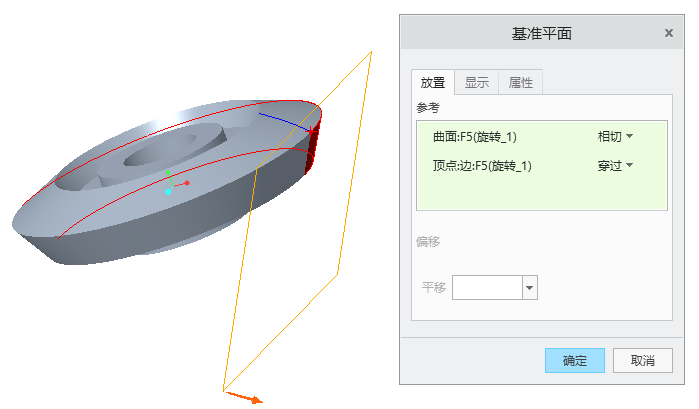 基准平面
x
放置 显示 属性
参考
曲面:F5(旋转_1) 相切
顶点:边:F5(旋转_1) 穿过
偏移
平移
确定 取消